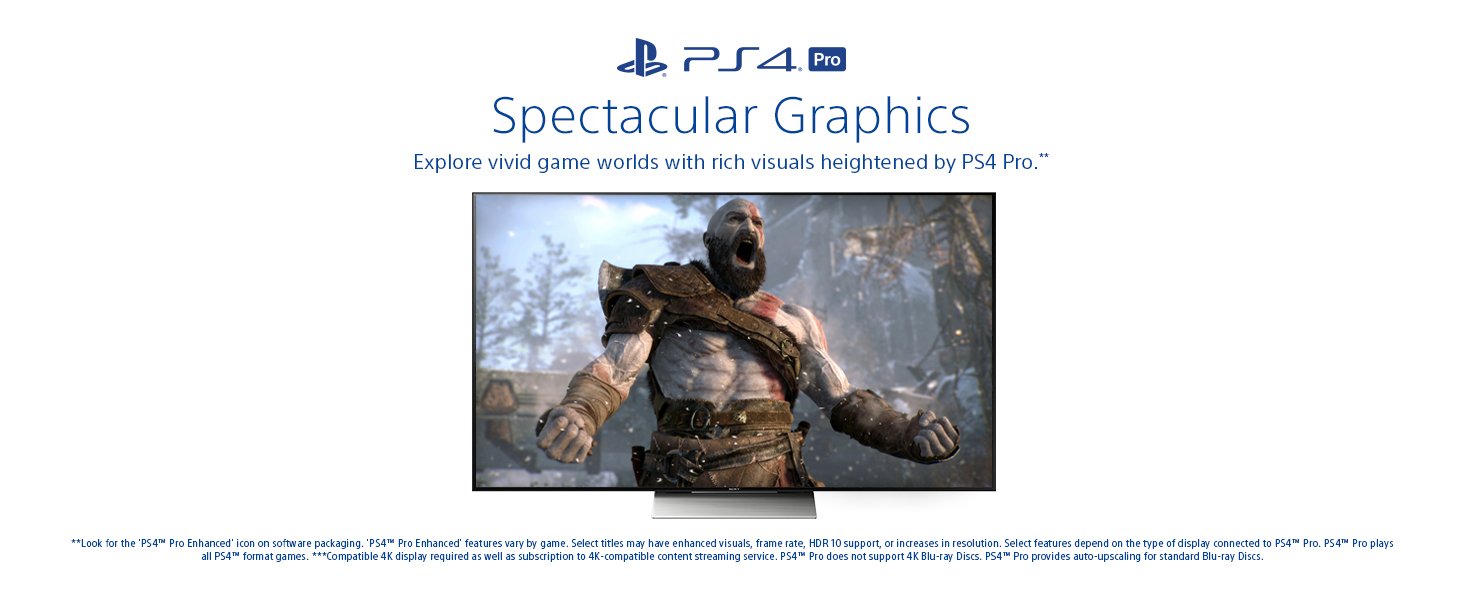 PS4 Pro
Spectacular Graphics
Explore vivid game worlds with rich visuals heightened by PS4 Pro.**
SONY
**Look for the 'PS4™ Pro Enhanced' icon on software packaging. 'PS4™ Pro Enhanced' features vary by game. Select titles may have enhanced visuals, frame rate, HDR 10 support, or increases in resolution. Select features depend on the type of display connected to PS4™ Pro. PS4™ Pro plays
all PS4™ format games. ***Compatible 4K display required as well as subscription to 4K-compatible content streaming service. PS4™ Pro does not support 4K Blu-ray Discs. PS4™ Pro provides auto-upscaling for standard Blu-ray Discs.